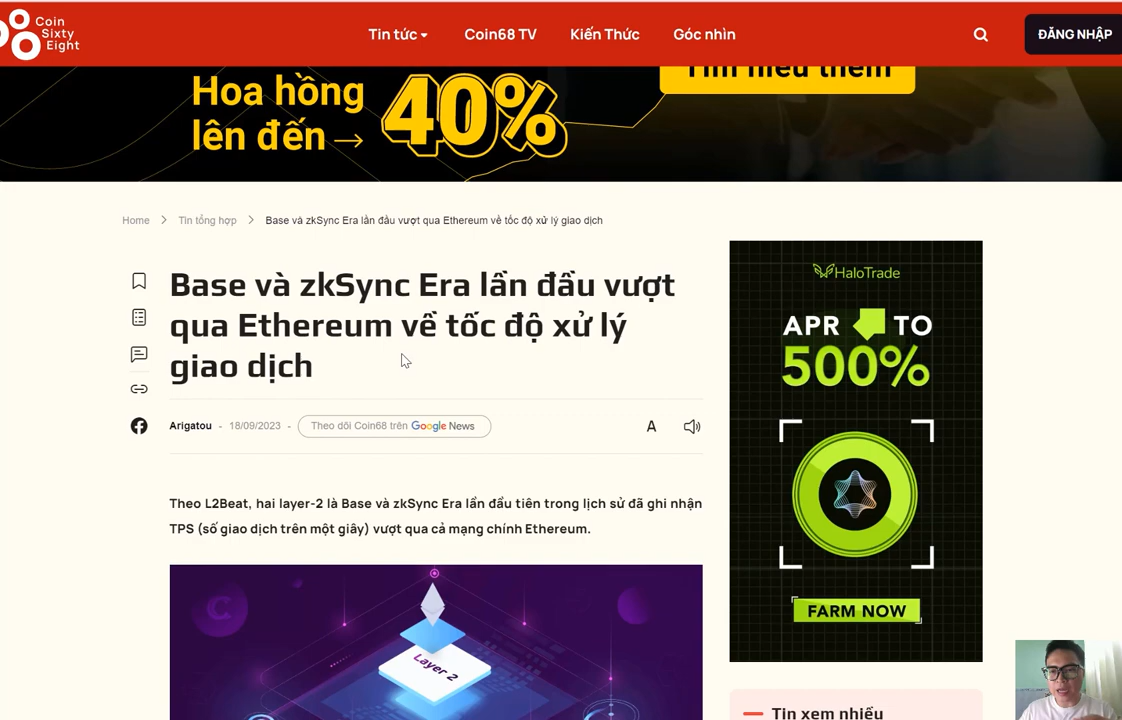 Coin
Sixty
Eight
Tin tức
Coin68 TV
Kiến Thức
Góc nhìn
ĐĂNG NHẬP
Hoa hồng
lên đến → 40%
Tìm hiểu thêm
Home > Tin tổng hợp > Base và zkSync Era lần đầu vượt qua Ethereum về tốc độ xử lý giao dịch
Base và zkSync Era lần đầu vượt
qua Ethereum về tốc độ xử lý
giao dịch
Arigatou - 18/09/2023 - Theo dõi Coin68 trên Google News
A
Theo L2Beat, hai layer-2 là Base và zkSync Era lần đầu tiên trong lịch sử đã ghi nhận
TPS (số giao dịch trên một giây) vượt qua cả mạng chính Ethereum.
Layer 2
HaloTrade
APR TO
500%
FARM NOW
Tin xem nhiều